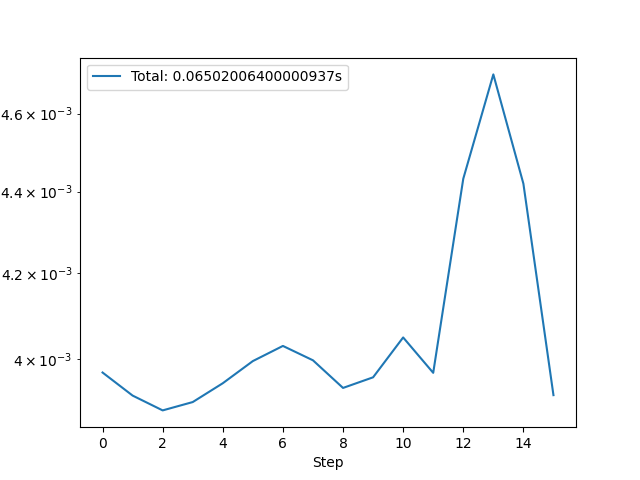 Total: 0.06502006400000937s
4.6 × 10⁻³
4.4 × 10⁻³
4.2 × 10⁻³
4 × 10⁻³
0 2 4 6 8 10 12 14
Step